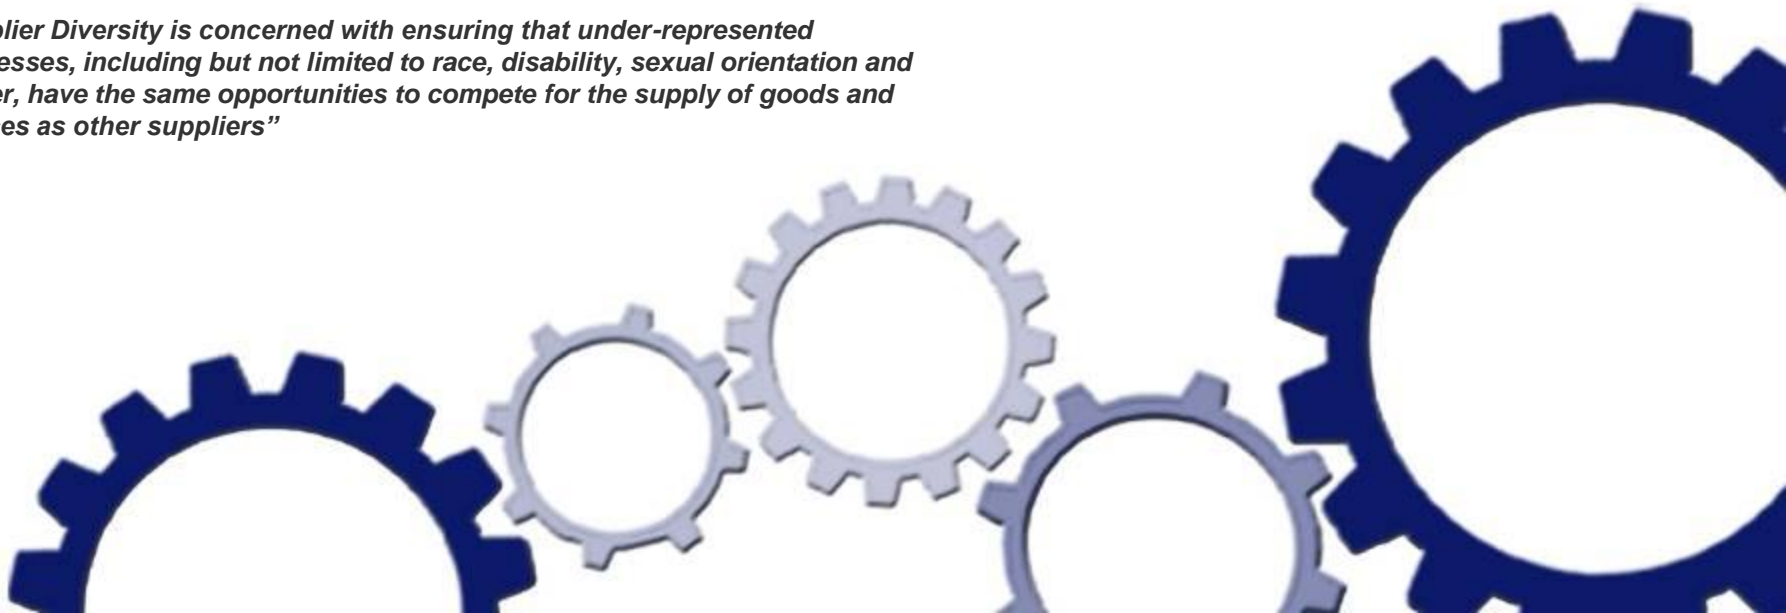 plier Diversity is concerned with ensuring that under-represented
esses, including but not limited to race, disability, sexual orientation and
er, have the same opportunities to compete for the supply of goods and
es as other suppliers”